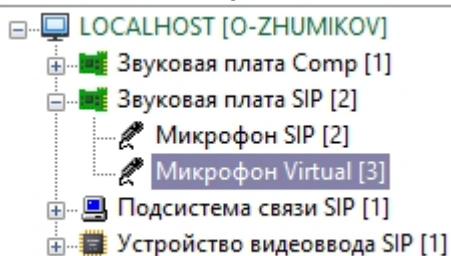 LOCALHOST [O-ZHUMIKOV]
Звуковая плата Comp [1]
Звуковая плата SIP [2]
Микрофон SIP [2]
Микрофон Virtual [3]
Подсистема связи SIP [1]
Устройство видеоввода SIP [1]